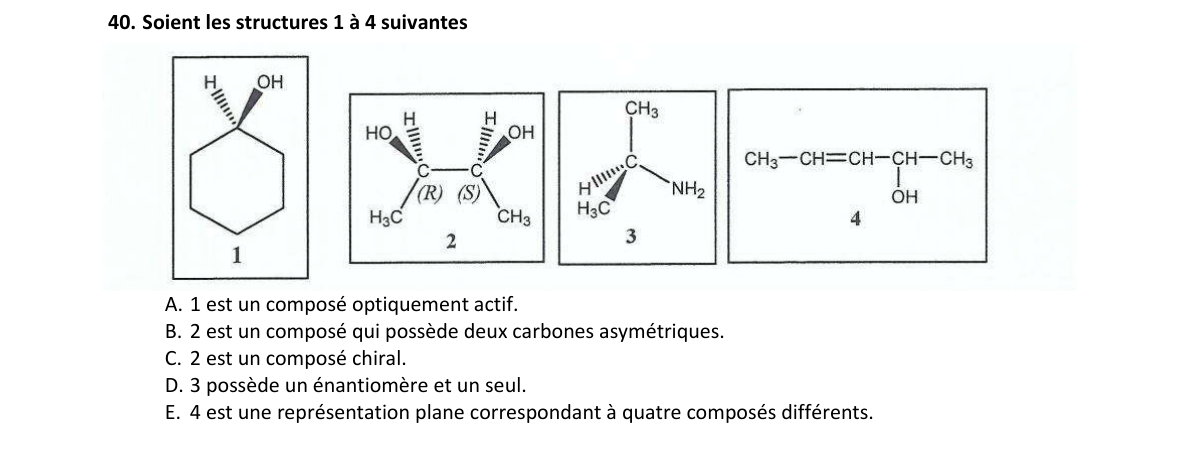 40. Soient les structures 1 à 4 suivantes
H OH
1
HO H H OH
C C
(R) (S)
H₃C CH₃
2
CH₃
C
H NH₂
H₃C
3
CH₃—CH=CH—CH—CH₃
OH
4
A. 1 est un composé optiquement actif.
B. 2 est un composé qui possède deux carbones asymétriques.
C. 2 est un composé chiral.
D. 3 possède un énantiomère et un seul.
E. 4 est une représentation plane correspondant à quatre composés différents.